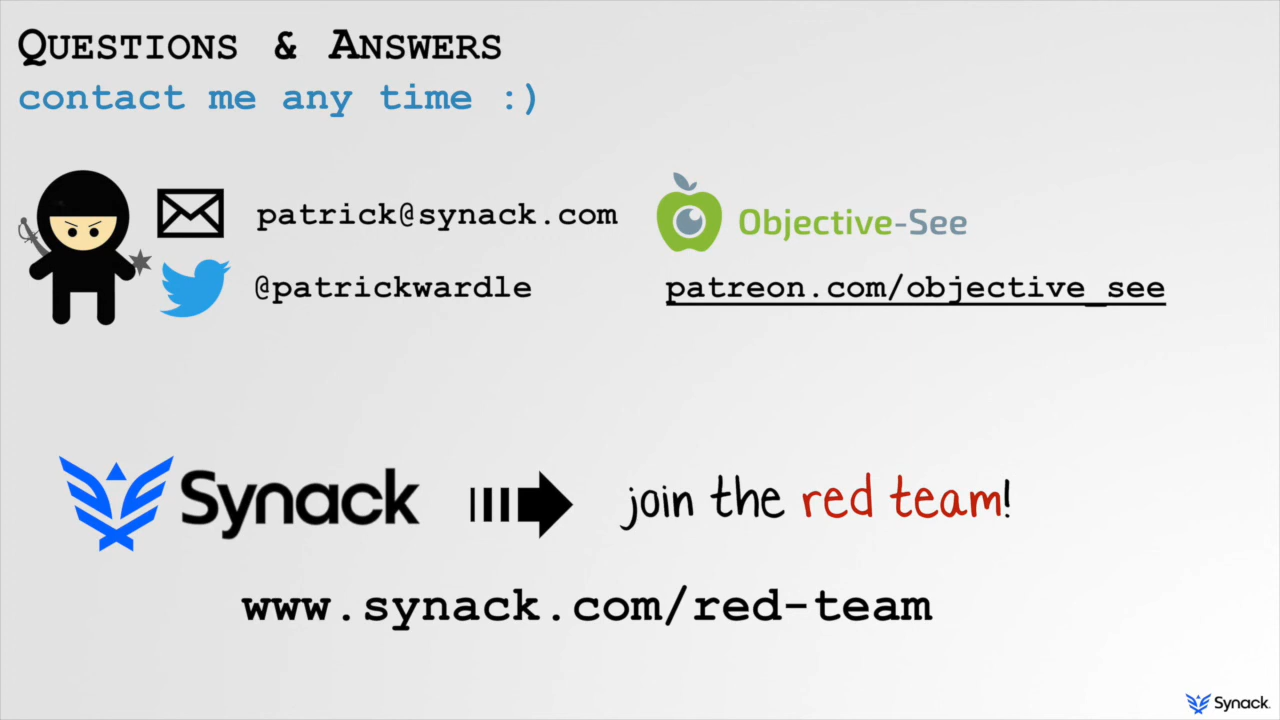 QUESTIONS & ANSWERS
contact me any time :)
patrick@synack.com
Objective-See
@patrickwardle
patreon.com/objective_see
Synack
join the red team!
www.synack.com/red-team
Synack.